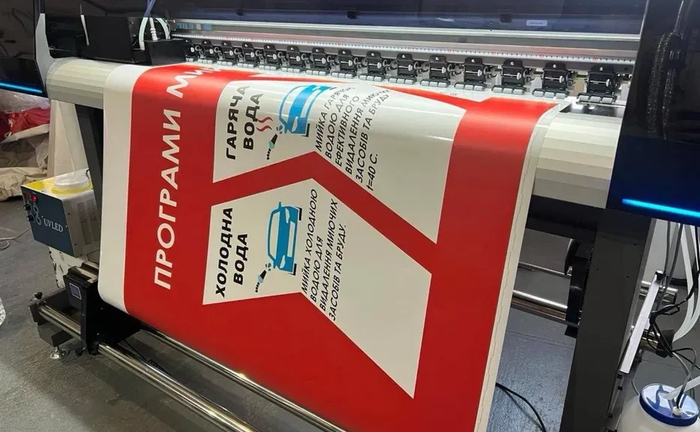 ПРОГРАМИ
ГАРЯЧА
ВОДА
МИЙКА ГАРЯЧОЮ
ВОДОЮ ДЛЯ
ЕФЕКТИВНОГО
ВИДАЛЕННЯ МИЮЧИХ
ЗАСОБІВ ТА БРУДУ.
t=40 C.
ХОЛОДНА
ВОДА
МИЙКА ХОЛОДНОЮ
ВОДОЮ ДЛЯ
ВИДАЛЕННЯ МИЮЧИХ
ЗАСОБІВ ТА БРУДУ.
UVLED